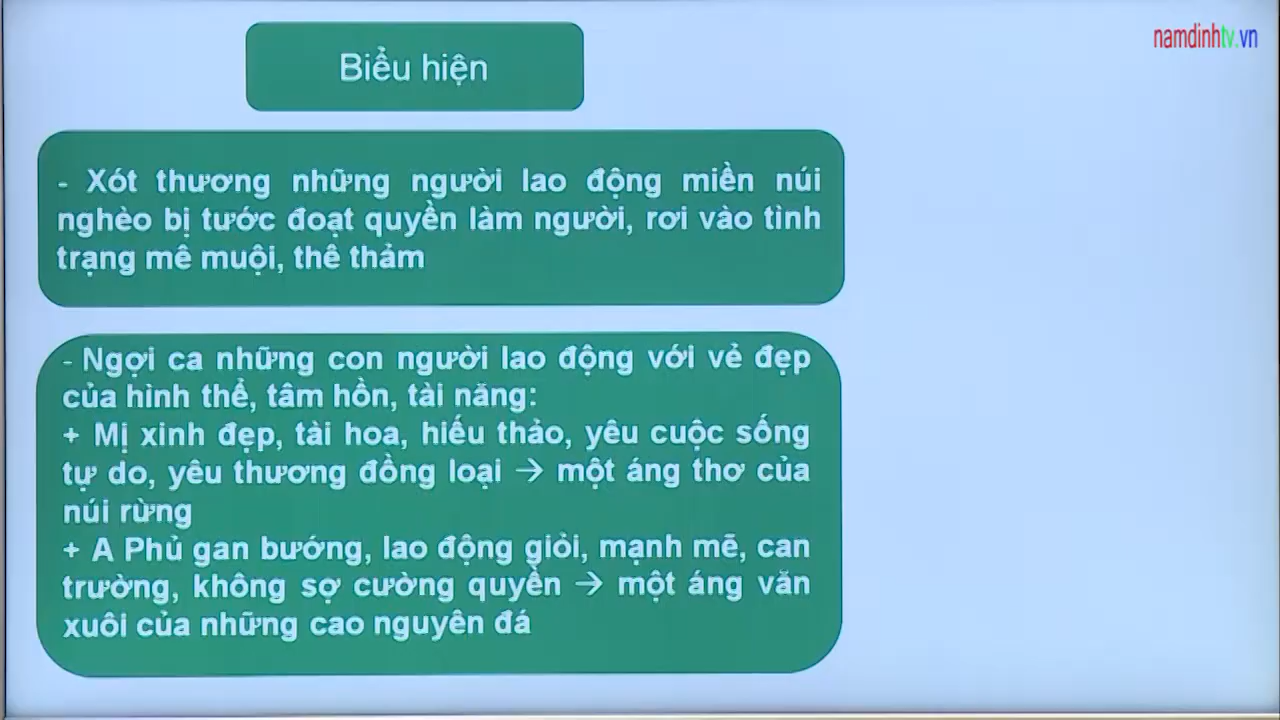 namdinhtv.vn
Biểu hiện
- Xót thương những người lao động miền núi
nghèo bị tước đoạt quyền làm người, rơi vào tình
trạng mê muội, thê thảm
- Ngợi ca những con người lao động với vẻ đẹp
của hình thể, tâm hồn, tài năng:
+ Mị xinh đẹp, tài hoa, hiếu thảo, yêu cuộc sống
tự do, yêu thương đồng loại → một áng thơ của
núi rừng
+ A Phủ gan bướng, lao động giỏi, mạnh mẽ, can
trường, không sợ cường quyền → một áng văn
xuôi của những cao nguyên đá